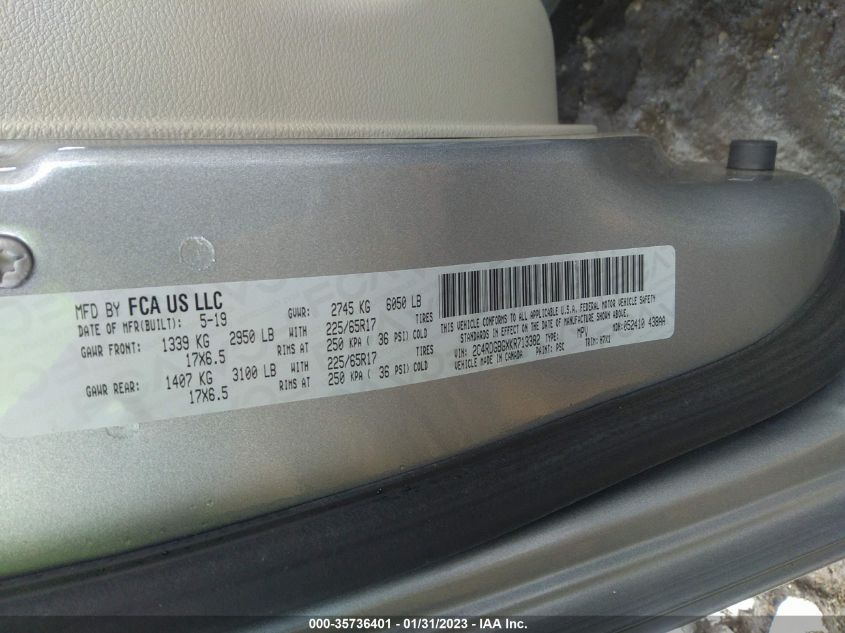 MFD BY FCA US LLC
DATE OF MFR(BUILT): 5-19 GVWR: 2745 KG 6050 LB
GAWR FRONT: 1339 KG 2950 LB WITH 225/65R17 TIRES
17X6.5 RIMS AT 250 KPA ( 36 PSI) COLD
GAWR REAR: 1407 KG 3100 LB WITH 225/65R17 TIRES
17X6.5 RIMS AT 250 KPA ( 36 PSI) COLD
THIS VEHICLE CONFORMS TO ALL APPLICABLE U.S.A. FEDERAL MOTOR VEHICLE SAFETY
STANDARDS IN EFFECT ON THE DATE OF MANUFACTURE SHOWN ABOVE.
VIN: 2C4RDGBGXKR713382 TYPE: MPV MDH: 052410 438AA
VEHICLE MADE IN CANADA PAINT: PSC TRIM:
000-35736401 - 01/31/2023 - IAA Inc.